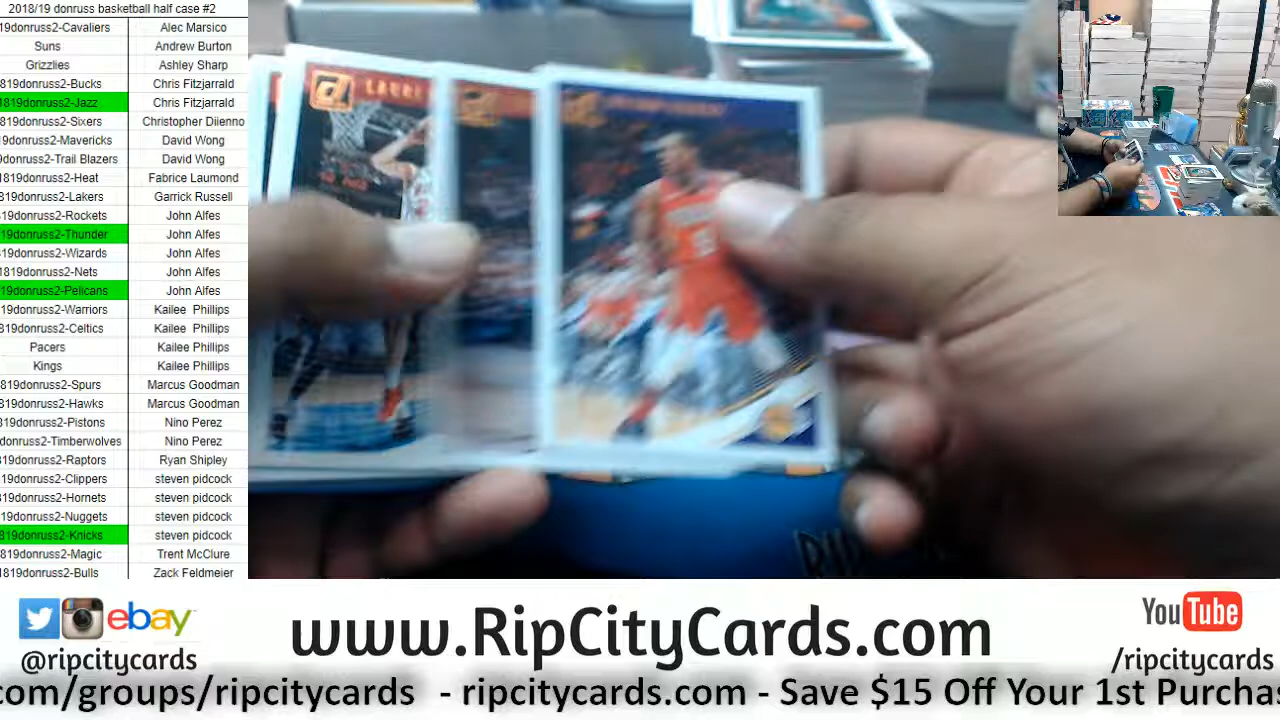 2018/19 donruss basketball half case #2
19donruss2-Cavaliers Alec Marsico
Suns Andrew Burton
Grizzlies Ashley Sharp
819donruss2-Bucks Chris Fitzjarrald
1819donruss2-Jazz Chris Fitzjarrald
819donruss2-Sixers Christopher Diienno
9donruss2-Mavericks David Wong
9donruss2-Trail Blazers David Wong
819donruss2-Heat Fabrice Laumond
19donruss2-Lakers Garrick Russell
19donruss2-Rockets John Alfes
19donruss2-Thunder John Alfes
19donruss2-Wizards John Alfes
1819donruss2-Nets John Alfes
19donruss2-Pelicans John Alfes
19donruss2-Warriors Kailee Phillips
819donruss2-Celtics Kailee Phillips
Pacers Kailee Phillips
Kings Kailee Phillips
819donruss2-Spurs Marcus Goodman
819donruss2-Hawks Marcus Goodman
19donruss2-Pistons Nino Perez
donruss2-Timberwolves Nino Perez
819donruss2-Raptors Ryan Shipley
19donruss2-Clippers steven pidcock
19donruss2-Hornets steven pidcock
19donruss2-Nuggets steven pidcock
819donruss2-Knicks steven pidcock
819donruss2-Magic Trent McClure
1819donruss2-Bulls Zack Feldmeier
LAURI
ebay
@ripcitycards
www.RipCityCards.com
YouTube
/ripcitycards
com/groups/ripcitycards - ripcitycards.com - Save $15 Off Your 1st Purcha